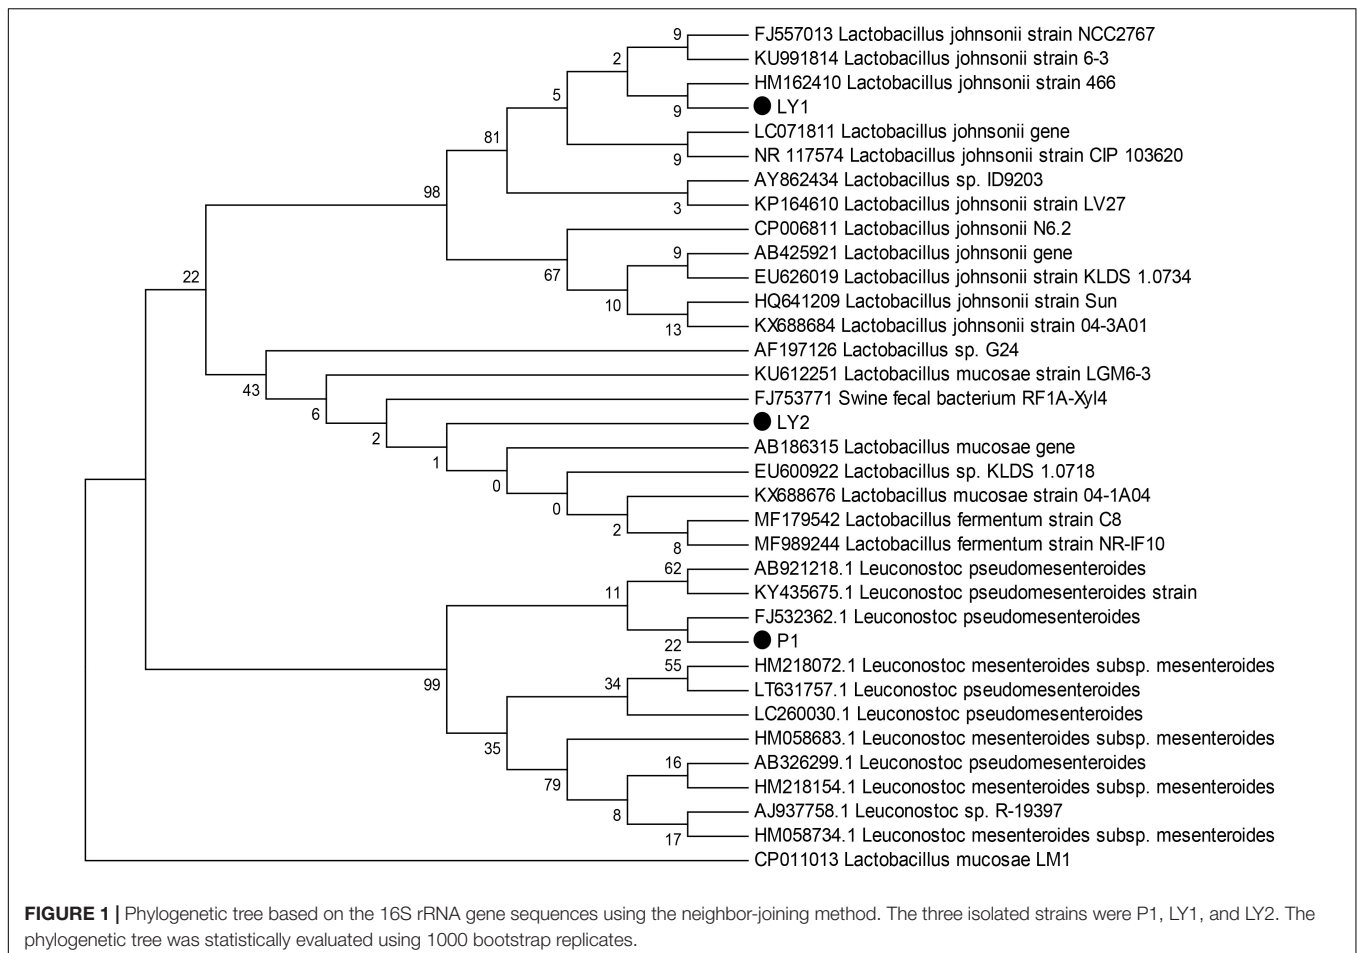 9
FJ557013 Lactobacillus johnsonii strain NCC2767
2
KU991814 Lactobacillus johnsonii strain 6-3
HM162410 Lactobacillus johnsonii strain 466
5
9
LY1
LC071811 Lactobacillus johnsonii gene
81
9
NR 117574 Lactobacillus johnsonii strain CIP 103620
AY862434 Lactobacillus sp. ID9203
98
3
KP164610 Lactobacillus johnsonii strain LV27
CP006811 Lactobacillus johnsonii N6.2
9
AB425921 Lactobacillus johnsonii gene
22
67
EU626019 Lactobacillus johnsonii strain KLDS 1.0734
10
HQ641209 Lactobacillus johnsonii strain Sun
13
KX688684 Lactobacillus johnsonii strain 04-3A01
AF197126 Lactobacillus sp. G24
43
KU612251 Lactobacillus mucosae strain LGM6-3
6
FJ753771 Swine fecal bacterium RF1A-Xyl4
2
LY2
1
AB186315 Lactobacillus mucosae gene
0
EU600922 Lactobacillus sp. KLDS 1.0718
0
KX688676 Lactobacillus mucosae strain 04-1A04
2
MF179542 Lactobacillus fermentum strain C8
8
MF989244 Lactobacillus fermentum strain NR-IF10
62
AB921218.1 Leuconostoc pseudomesenteroides
11
KY435675.1 Leuconostoc pseudomesenteroides strain
FJ532362.1 Leuconostoc pseudomesenteroides
22
P1
55
HM218072.1 Leuconostoc mesenteroides subsp. mesenteroides
99
34
LT631757.1 Leuconostoc pseudomesenteroides
LC260030.1 Leuconostoc pseudomesenteroides
35
HM058683.1 Leuconostoc mesenteroides subsp. mesenteroides
16
AB326299.1 Leuconostoc pseudomesenteroides
79
HM218154.1 Leuconostoc mesenteroides subsp. mesenteroides
8
AJ937758.1 Leuconostoc sp. R-19397
17
HM058734.1 Leuconostoc mesenteroides subsp. mesenteroides
CP011013 Lactobacillus mucosae LM1
FIGURE 1 | Phylogenetic tree based on the 16S rRNA gene sequences using the neighbor-joining method. The three isolated strains were P1, LY1, and LY2. The
phylogenetic tree was statistically evaluated using 1000 bootstrap replicates.